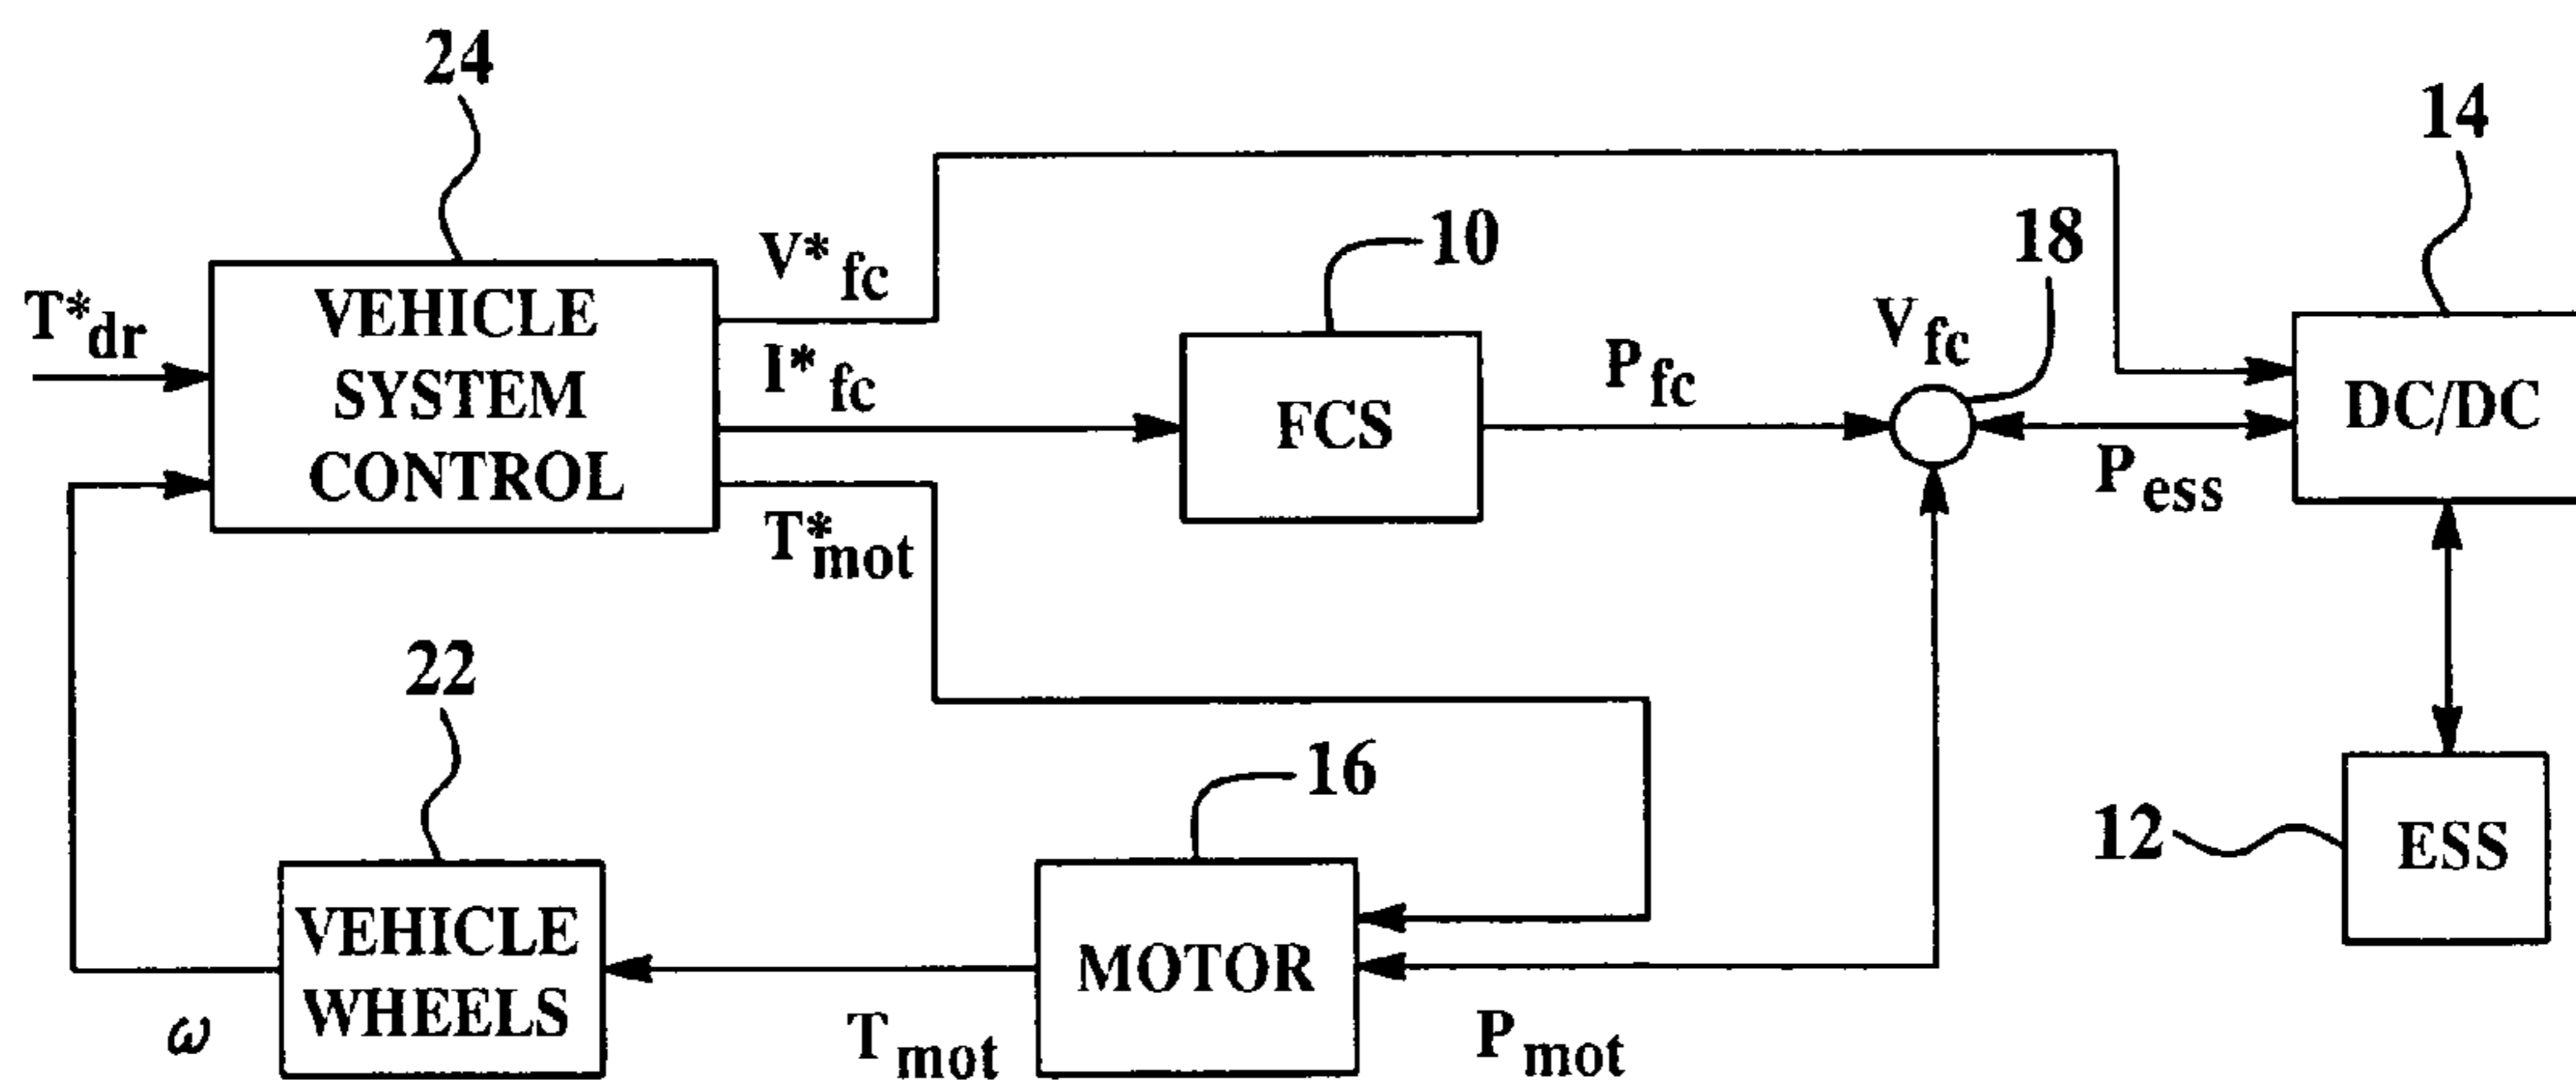 24
14
10
18
V*fc
T*dr
VEHICLE
SYSTEM
CONTROL
I*fc
FCS
Pfc
Vfc
DC/DC
Pess
T*mot
22
16
12
ESS
VEHICLE
WHEELS
MOTOR
ω
Tmot
Pmot